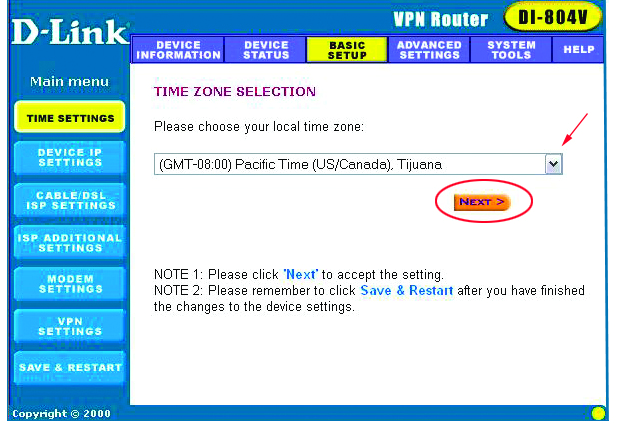 D-Link
VPN Router
DI-804V
DEVICE INFORMATION
DEVICE STATUS
BASIC SETUP
ADVANCED SETTINGS
SYSTEM TOOLS
HELP
Main menu
TIME SETTINGS
DEVICE IP
SETTINGS
CABLE/DSL
ISP SETTINGS
ISP ADDITIONAL
SETTINGS
MODEM
SETTINGS
VPN
SETTINGS
SAVE & RESTART
TIME ZONE SELECTION
Please choose your local time zone:
(GMT-08:00) Pacific Time (US/Canada), Tijuana
NEXT >
NOTE 1: Please click 'Next' to accept the setting.
NOTE 2: Please remember to click Save & Restart after you have finished
the changes to the device settings.
Copyright © 2000